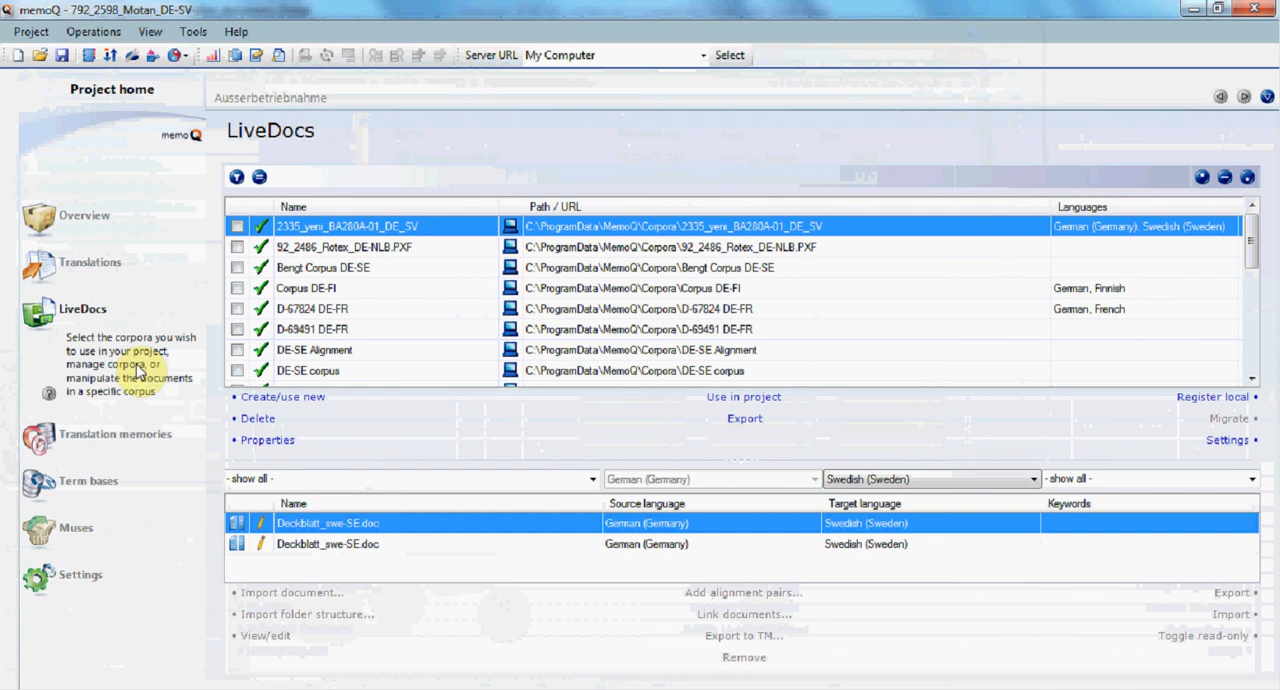 memoQ - 792_2598_Motan_DE-SV
Project Operations View Tools Help
Server URL My Computer Select
Project home
Ausserbetriebnahme
memoQ
LiveDocs
Overview
Translations
LiveDocs
Select the corpora you wish
to use in your project,
manage corpora, or
manipulate the documents
in a specific corpus
Translation memories
Term bases
Muses
Settings
Name Path / URL Languages
2335_yeni_BA280A-01_DE_SV C:\ProgramData\MemoQ\Corpora\2335_yeni_BA280A-01_DE_SV German (Germany), Swedish (Sweden)
92_2486_Rotex_DE-NLB.PXF C:\ProgramData\MemoQ\Corpora\92_2486_Rotex_DE-NLB.PXF
Bengt Corpus DE-SE C:\ProgramData\MemoQ\Corpora\Bengt Corpus DE-SE
Corpus DE-FI C:\ProgramData\MemoQ\Corpora\Corpus DE-FI German, Finnish
D-67824 DE-FR C:\ProgramData\MemoQ\Corpora\D-67824 DE-FR German, French
D-69491 DE-FR C:\ProgramData\MemoQ\Corpora\D-69491 DE-FR
DE-SE Alignment C:\ProgramData\MemoQ\Corpora\DE-SE Alignment
DE-SE corpus C:\ProgramData\MemoQ\Corpora\DE-SE corpus
Create/use new Use in project Register local
Delete Export Migrate
Properties Settings
- show all - German (Germany) Swedish (Sweden) - show all -
Name Source language Target language Keywords
Deckblatt_swe-SE.doc German (Germany) Swedish (Sweden)
Deckblatt_swe-SE.doc German (Germany) Swedish (Sweden)
Import document... Add alignment pairs... Export
Import folder structure... Link documents... Import
View/edit Export to TM... Toggle read-only
Remove